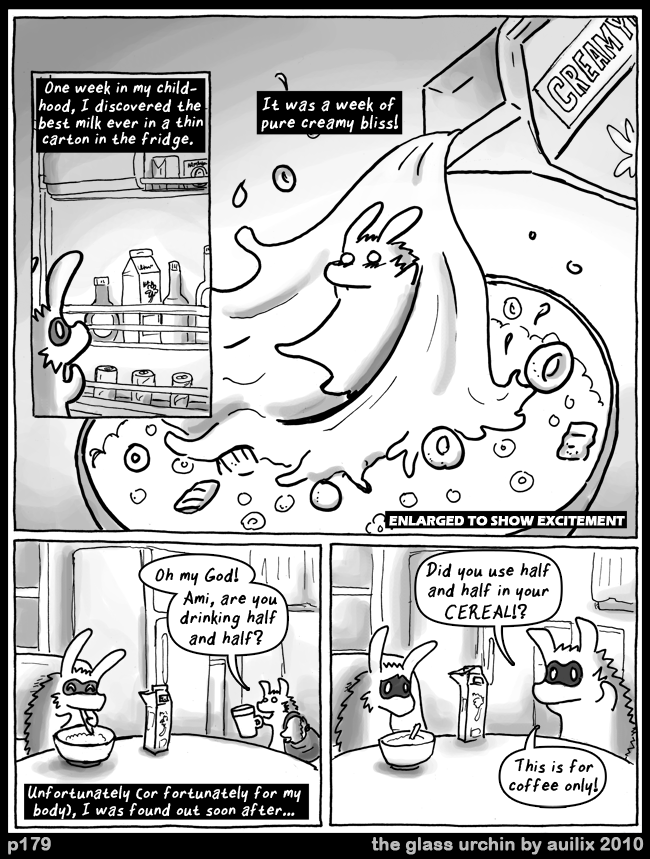 One week in my child-
hood, I discovered the
best milk ever in a thin
carton in the fridge.
It was a week of
pure creamy bliss!
CREAMY
ENLARGED TO SHOW EXCITEMENT
Oh my God!
Ami, are you
drinking half
and half?
Unfortunately (or fortunately for my
body), I was found out soon after...
Did you use half
and half in your
CEREAL!?
This is for
coffee only!
p179
the glass urchin by auilix 2010